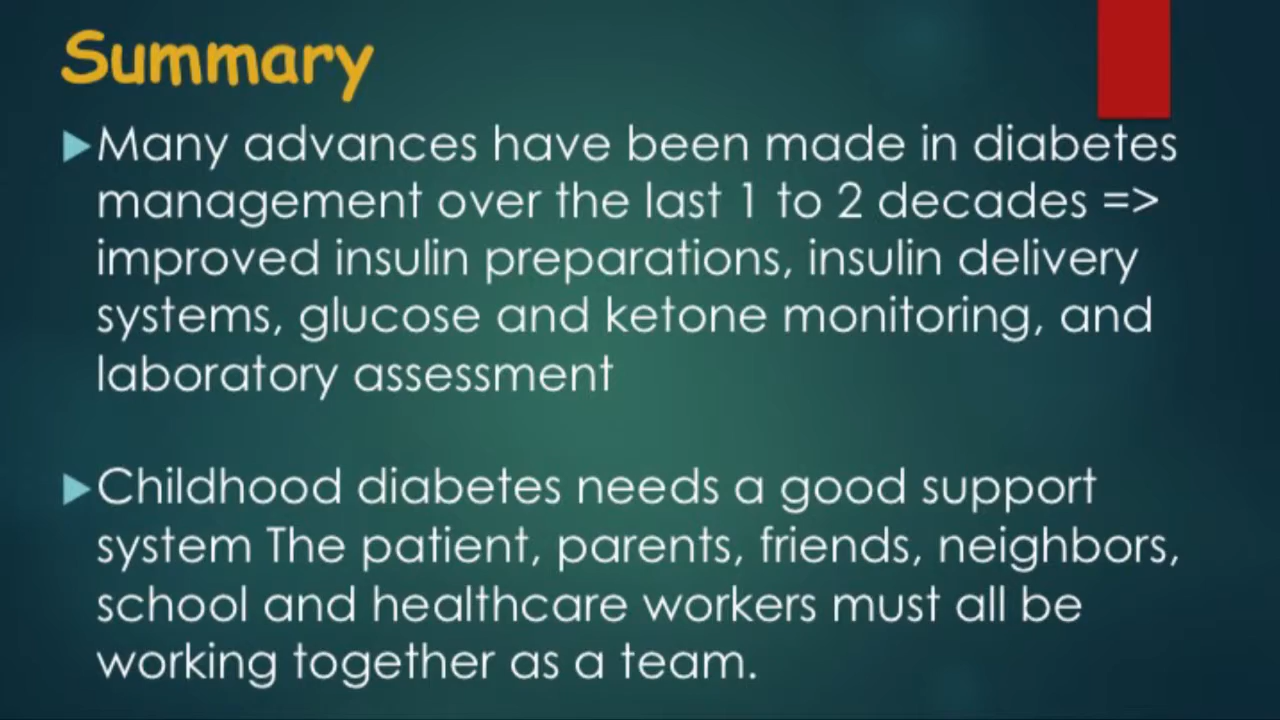 Summary
Many advances have been made in diabetes
management over the last 1 to 2 decades =>
improved insulin preparations, insulin delivery
systems, glucose and ketone monitoring, and
laboratory assessment
Childhood diabetes needs a good support
system The patient, parents, friends, neighbors,
school and healthcare workers must all be
working together as a team.